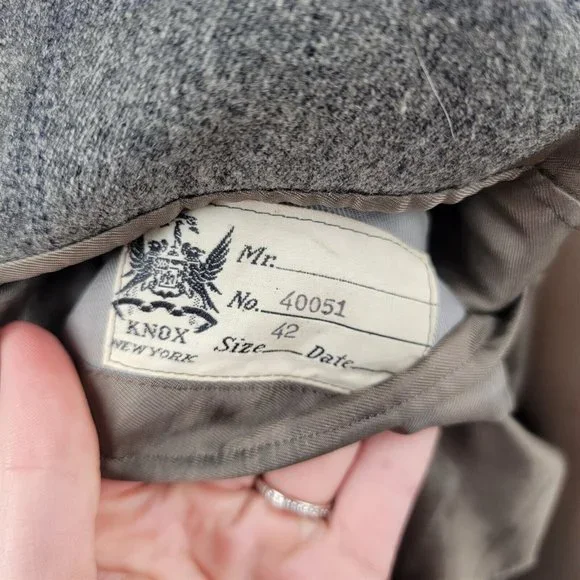 Mr.
No. 40051
42
Size Date
KNOX
NEW YORK